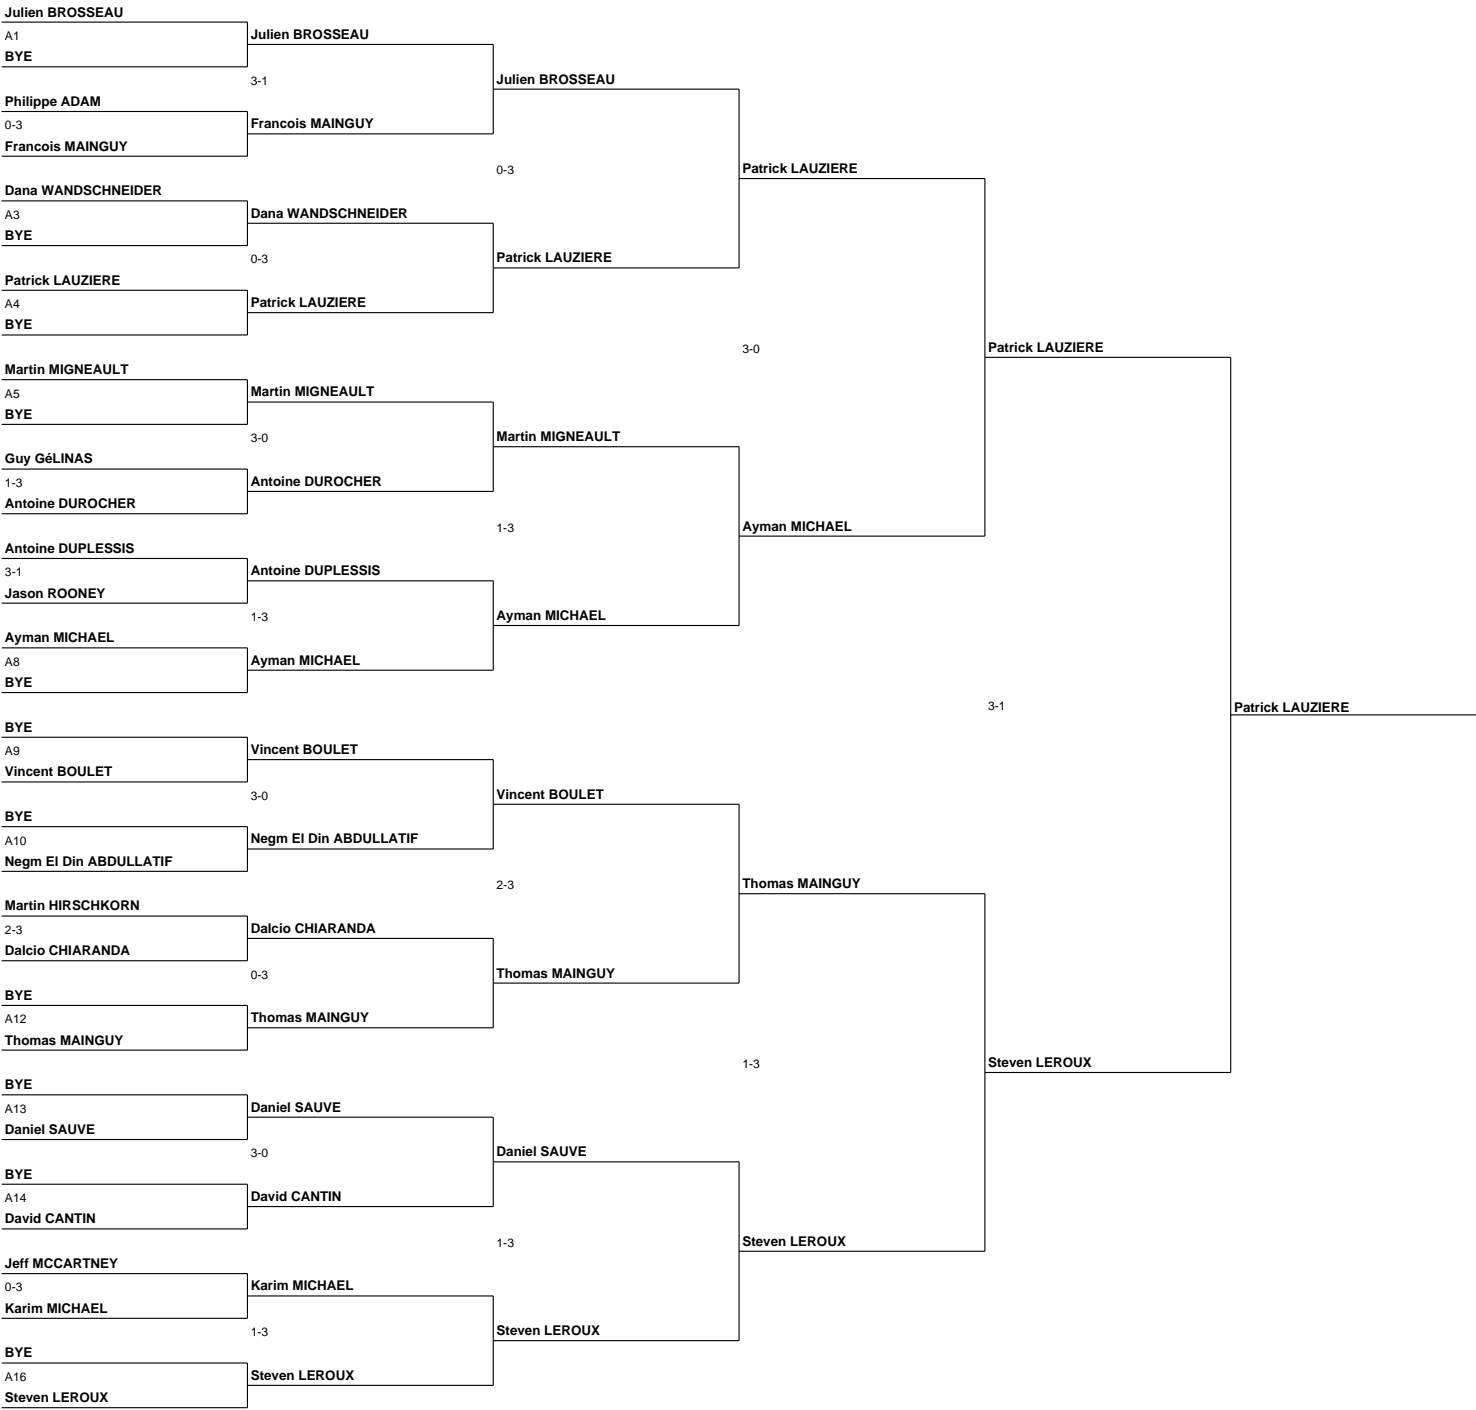 Julien BROSSEAU
A1
BYE
Philippe ADAM
0-3
Francois MAINGUY
Dana WANDSCHNEIDER
A3
BYE
Patrick LAUZIERE
A4
BYE
Martin MIGNEAULT
A5
BYE
Guy GéLINAS
1-3
Antoine DUROCHER
Antoine DUPLESSIS
3-1
Jason ROONEY
Ayman MICHAEL
A8
BYE
BYE
A9
Vincent BOULET
BYE
A10
Negm El Din ABDULLATIF
Martin HIRSCHKORN
2-3
Dalcio CHIARANDA
BYE
A12
Thomas MAINGUY
BYE
A13
Daniel SAUVE
BYE
A14
David CANTIN
Jeff MCCARTNEY
0-3
Karim MICHAEL
BYE
A16
Steven LEROUX
Julien BROSSEAU
3-1
Francois MAINGUY
Dana WANDSCHNEIDER
0-3
Patrick LAUZIERE
Martin MIGNEAULT
3-0
Antoine DUROCHER
Antoine DUPLESSIS
1-3
Ayman MICHAEL
Vincent BOULET
3-0
Negm El Din ABDULLATIF
Dalcio CHIARANDA
0-3
Thomas MAINGUY
Daniel SAUVE
3-0
David CANTIN
Karim MICHAEL
1-3
Steven LEROUX
Julien BROSSEAU
0-3
Patrick LAUZIERE
Martin MIGNEAULT
1-3
Ayman MICHAEL
Vincent BOULET
2-3
Thomas MAINGUY
Daniel SAUVE
1-3
Steven LEROUX
Patrick LAUZIERE
3-0
Ayman MICHAEL
Thomas MAINGUY
1-3
Steven LEROUX
Patrick LAUZIERE
3-1
Steven LEROUX
Patrick LAUZIERE